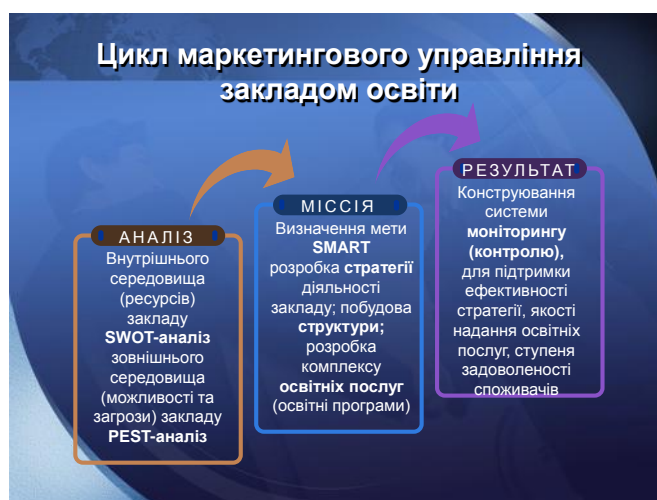 Цикл маркетингового управління
закладом освіти
АНАЛІЗ
Внутрішнього
середовища
(ресурсів)
закладу
SWOT-аналіз
зовнішнього
середовища
(можливості та
загрози) закладу
PEST-аналіз
МІССІЯ
Визначення мети
SMART
розробка стратегії
діяльності
закладу; побудова
структури;
розробка
комплексу
освітніх послуг
(освітні програми)
РЕЗУЛЬТАТ
Конструювання
системи
моніторингу
(контролю),
для підтримки
ефективності
стратегії, якості
надання освітніх
послуг, ступеня
задоволеності
споживачів